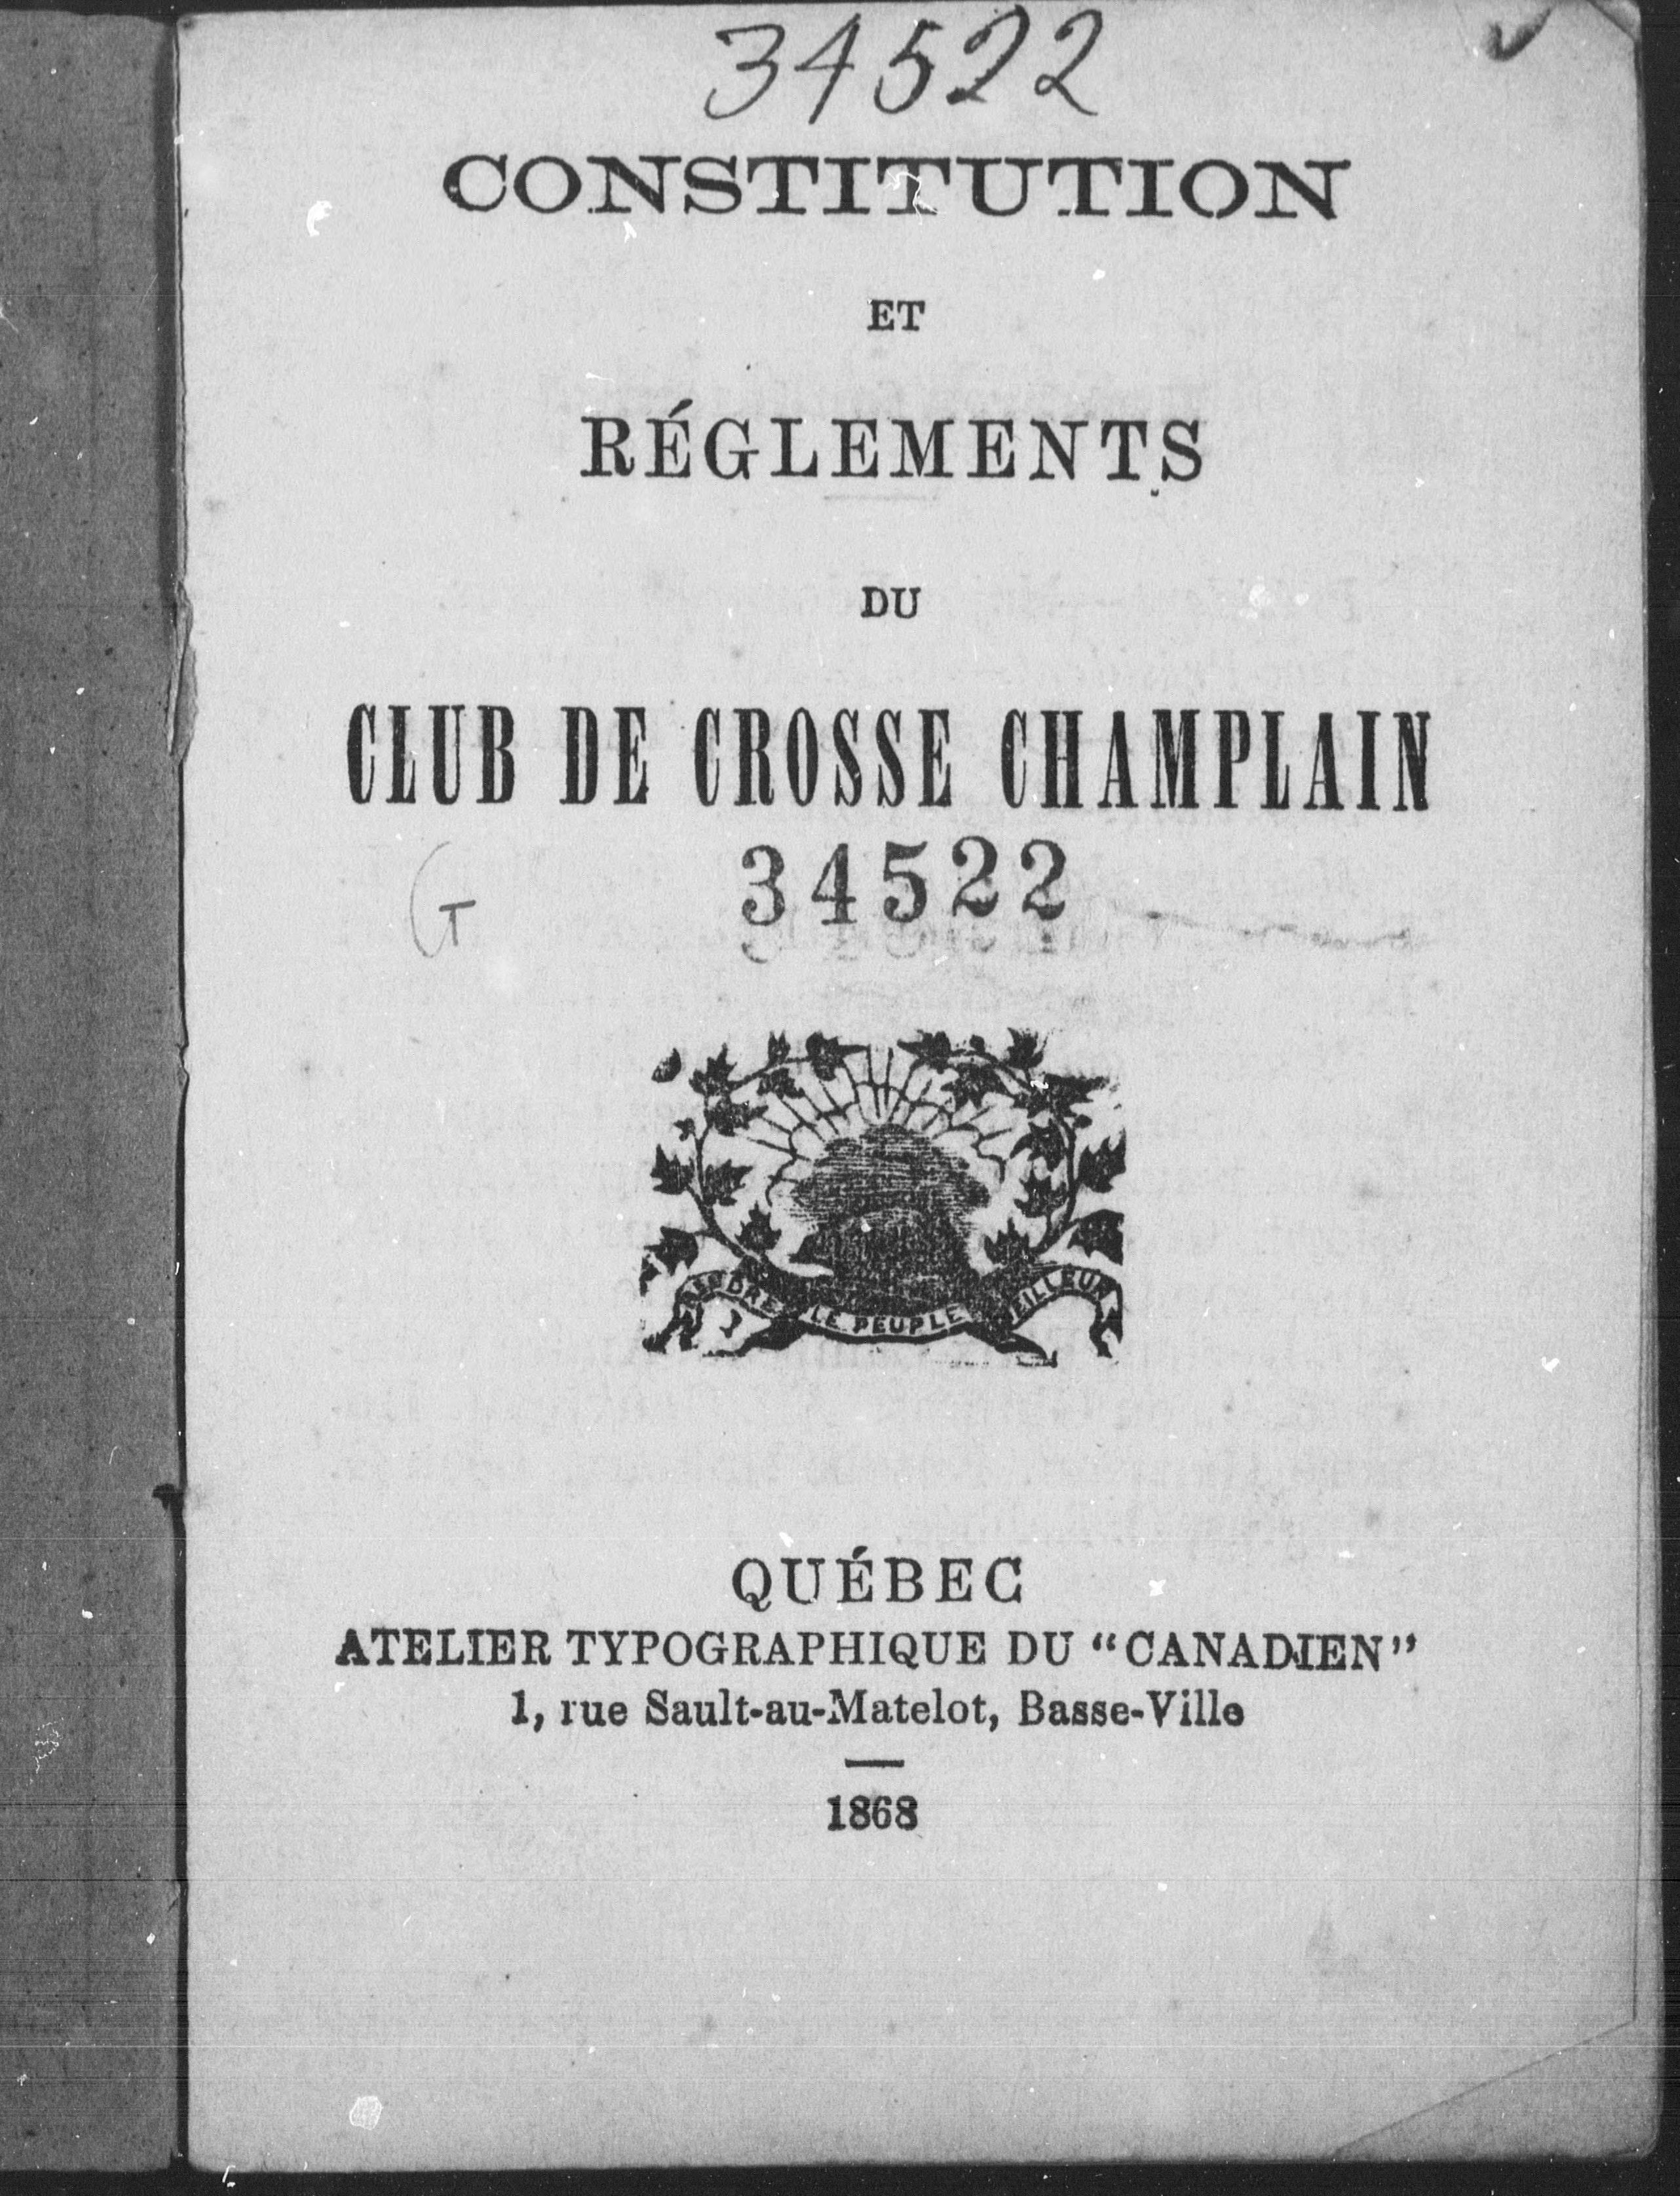 34522
CONSTITUTION
ET
RÉGLEMENTS
DU
CLUB DE CROSSE CHAMPLAIN
34522
LE PEUPLE
QUÉBEC
ATELIER TYPOGRAPHIQUE DU “CANADIEN”
1, rue Sault-au-Matelot, Basse-Ville
1868